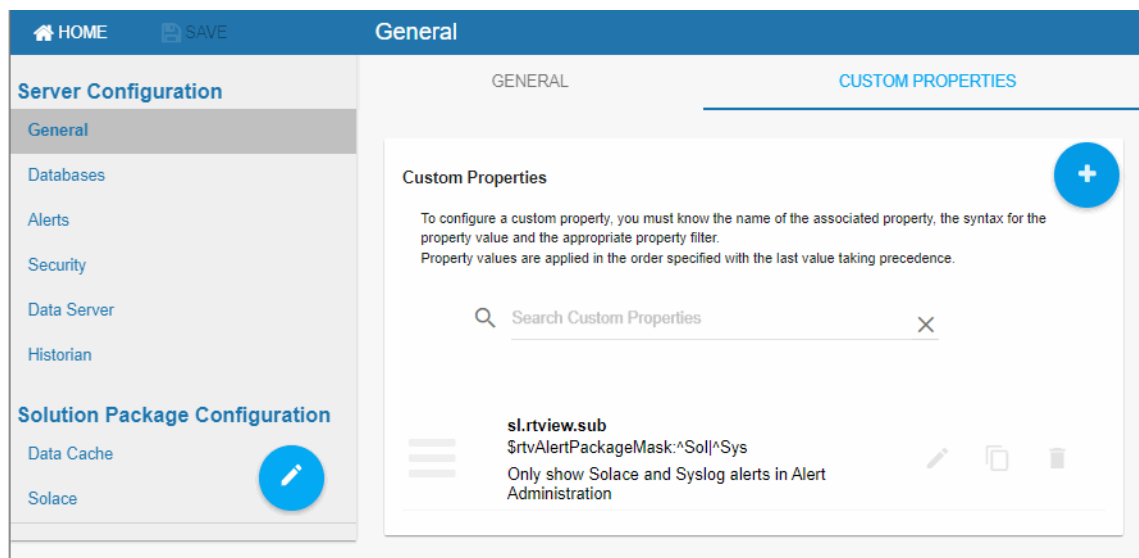 HOME
SAVE
General
Server Configuration
General
Databases
Alerts
Security
Data Server
Historian
Solution Package Configuration
Data Cache
Solace
GENERAL
CUSTOM PROPERTIES
Custom Properties
To configure a custom property, you must know the name of the associated property, the syntax for the
property value and the appropriate property filter.
Property values are applied in the order specified with the last value taking precedence.
Search Custom Properties
sl.rtview.sub
$rtvAlertPackageMask:^Sol|^Sys
Only show Solace and Syslog alerts in Alert
Administration